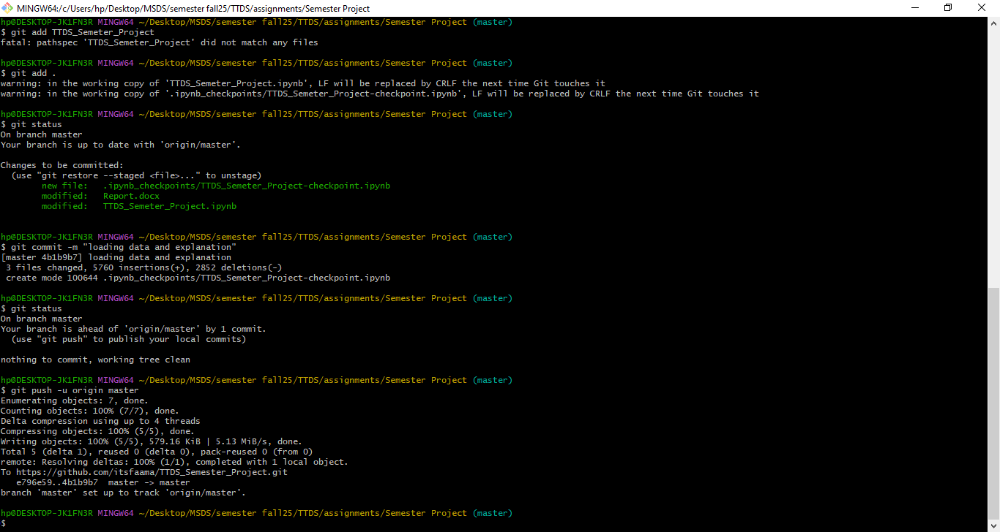 MINGW64:/c/Users/hp/Desktop/MSDS/semester fall25/TTDS/assignments/Semester Project
hp@DESKTOP-JK1FN3R MINGW64 ~/Desktop/MSDS/semester fall25/TTDS/assignments/Semester Project (master)
$ git add TTDS_Semeter_Project
fatal: pathspec 'TTDS_Semeter_Project' did not match any files

hp@DESKTOP-JK1FN3R MINGW64 ~/Desktop/MSDS/semester fall25/TTDS/assignments/Semester Project (master)
$ git add .
warning: in the working copy of 'TTDS_Semeter_Project.ipynb', LF will be replaced by CRLF the next time Git touches it
warning: in the working copy of '.ipynb_checkpoints/TTDS_Semeter_Project-checkpoint.ipynb', LF will be replaced by CRLF the next time Git touches it

hp@DESKTOP-JK1FN3R MINGW64 ~/Desktop/MSDS/semester fall25/TTDS/assignments/Semester Project (master)
$ git status
On branch master
Your branch is up to date with 'origin/master'.

Changes to be committed:
  (use "git restore --staged <file>..." to unstage)
        new file:   .ipynb_checkpoints/TTDS_Semeter_Project-checkpoint.ipynb
        modified:   Report.docx
        modified:   TTDS_Semeter_Project.ipynb

hp@DESKTOP-JK1FN3R MINGW64 ~/Desktop/MSDS/semester fall25/TTDS/assignments/Semester Project (master)
$ git commit -m "loading data and explanation"
[master 4b1b9b7] loading data and explanation
 3 files changed, 5760 insertions(+), 2852 deletions(-)
 create mode 100644 .ipynb_checkpoints/TTDS_Semeter_Project-checkpoint.ipynb

hp@DESKTOP-JK1FN3R MINGW64 ~/Desktop/MSDS/semester fall25/TTDS/assignments/Semester Project (master)
$ git status
On branch master
Your branch is ahead of 'origin/master' by 1 commit.
  (use "git push" to publish your local commits)

nothing to commit, working tree clean

hp@DESKTOP-JK1FN3R MINGW64 ~/Desktop/MSDS/semester fall25/TTDS/assignments/Semester Project (master)
$ git push -u origin master
Enumerating objects: 7, done.
Counting objects: 100% (7/7), done.
Delta compression using up to 4 threads
Compressing objects: 100% (5/5), done.
Writing objects: 100% (5/5), 579.16 KiB | 5.13 MiB/s, done.
Total 5 (delta 1), reused 0 (delta 0), pack-reused 0 (from 0)
remote: Resolving deltas: 100% (1/1), completed with 1 local object.
To https://github.com/itsfaama/TTDS_Semester_Project.git
   e796e59..4b1b9b7  master -> master
branch 'master' set up to track 'origin/master'.

hp@DESKTOP-JK1FN3R MINGW64 ~/Desktop/MSDS/semester fall25/TTDS/assignments/Semester Project (master)
$